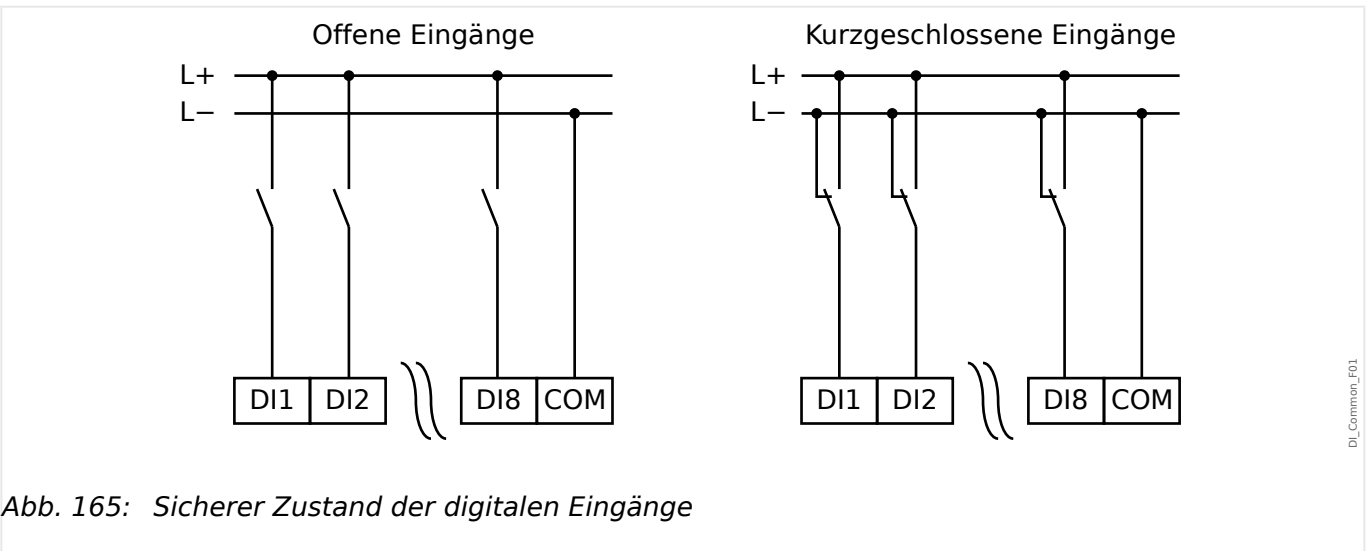 Offene Eingänge
Kurzgeschlossene Eingänge
L+
L−
L+
L−
DI1 DI2 DI8 COM
DI1 DI2 DI8 COM
DI_Common_F01
Abb. 165: Sicherer Zustand der digitalen Eingänge